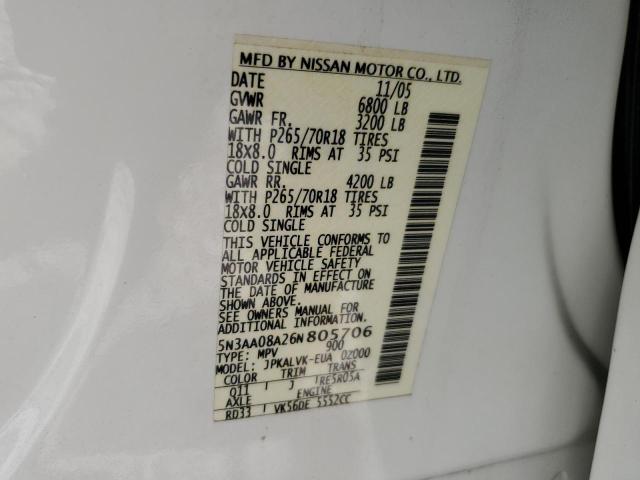 MFD BY NISSAN MOTOR CO., LTD.
DATE 11/05
GVWR 6800 LB
GAWR FR. 3200 LB
WITH P265/70R18 TIRES
18x8.0 RIMS AT 35 PSI
COLD SINGLE
GAWR RR. 4200 LB
WITH P265/70R18 TIRES
18x8.0 RIMS AT 35 PSI
COLD SINGLE
THIS VEHICLE CONFORMS TO
ALL APPLICABLE FEDERAL
MOTOR VEHICLE SAFETY
STANDARDS IN EFFECT ON
THE DATE OF MANUFACTURE
SHOWN ABOVE.
SEE OWNERS MANUAL FOR
ADDITIONAL INFORMATION.
5N3AA08A26N805706
TYPE: MPV 900
MODEL: JPKALVK-EUA 0Z000
COLOR TRIM TRANS
Q11 J RE5R05A
AXLE ENGINE
RD33 VK56DE 5552CC